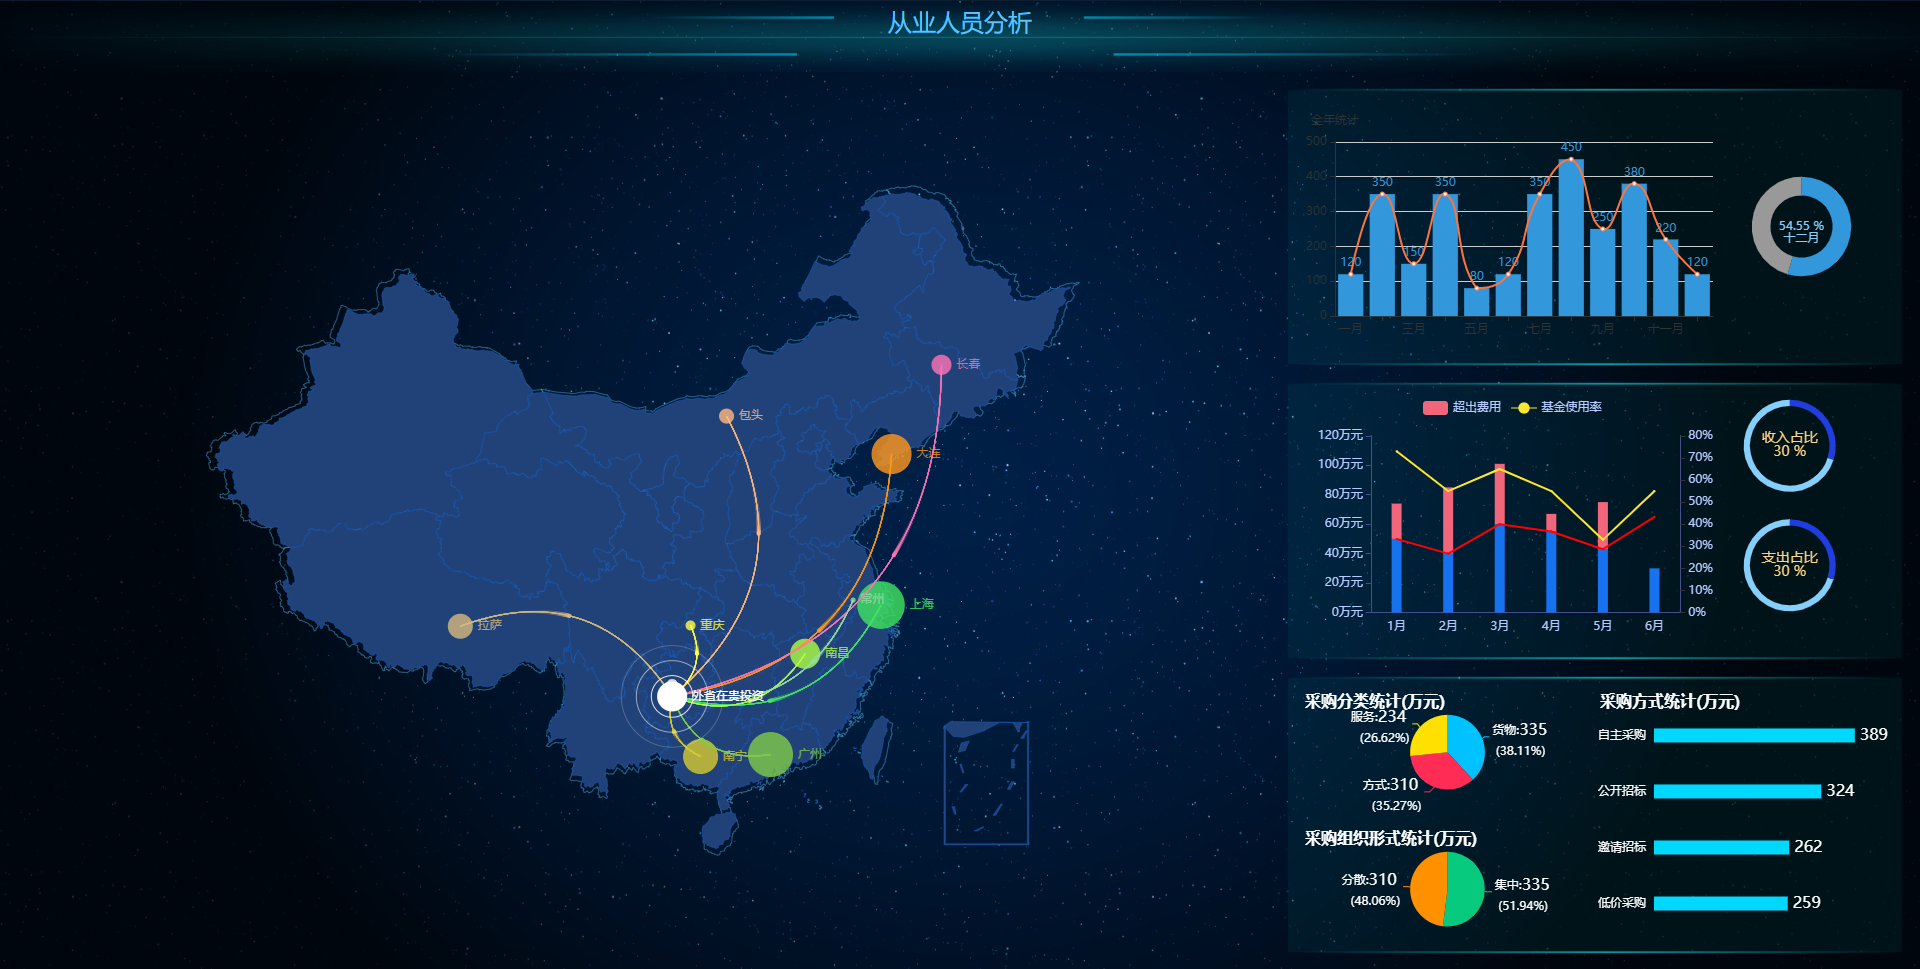 从业人员分析
长春
包头
大连
常州
上海
拉萨
重庆
南昌
外省在贵投资
南宁
广州
全年统计
500
400
300
200
100
0
120
350
150
350
80
120
350
450
250
380
220
120
一月
三月
五月
七月
九月
十一月
54.55 %
十二月
超出费用
基金使用率
120万元
100万元
80万元
60万元
40万元
20万元
0万元
80%
70%
60%
50%
40%
30%
20%
10%
0%
1月
2月
3月
4月
5月
6月
收入占比
30 %
支出占比
30 %
采购分类统计(万元)
服务:234
(26.62%)
货物:335
(38.11%)
方式:310
(35.27%)
采购组织形式统计(万元)
分散:310
(48.06%)
集中:335
(51.94%)
采购方式统计(万元)
自主采购
389
公开招标
324
邀请招标
262
低价采购
259